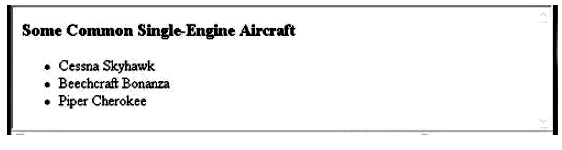 Some Common Single-Engine Aircraft
• Cessna Skyhawk
• Beechcraft Bonanza
• Piper Cherokee